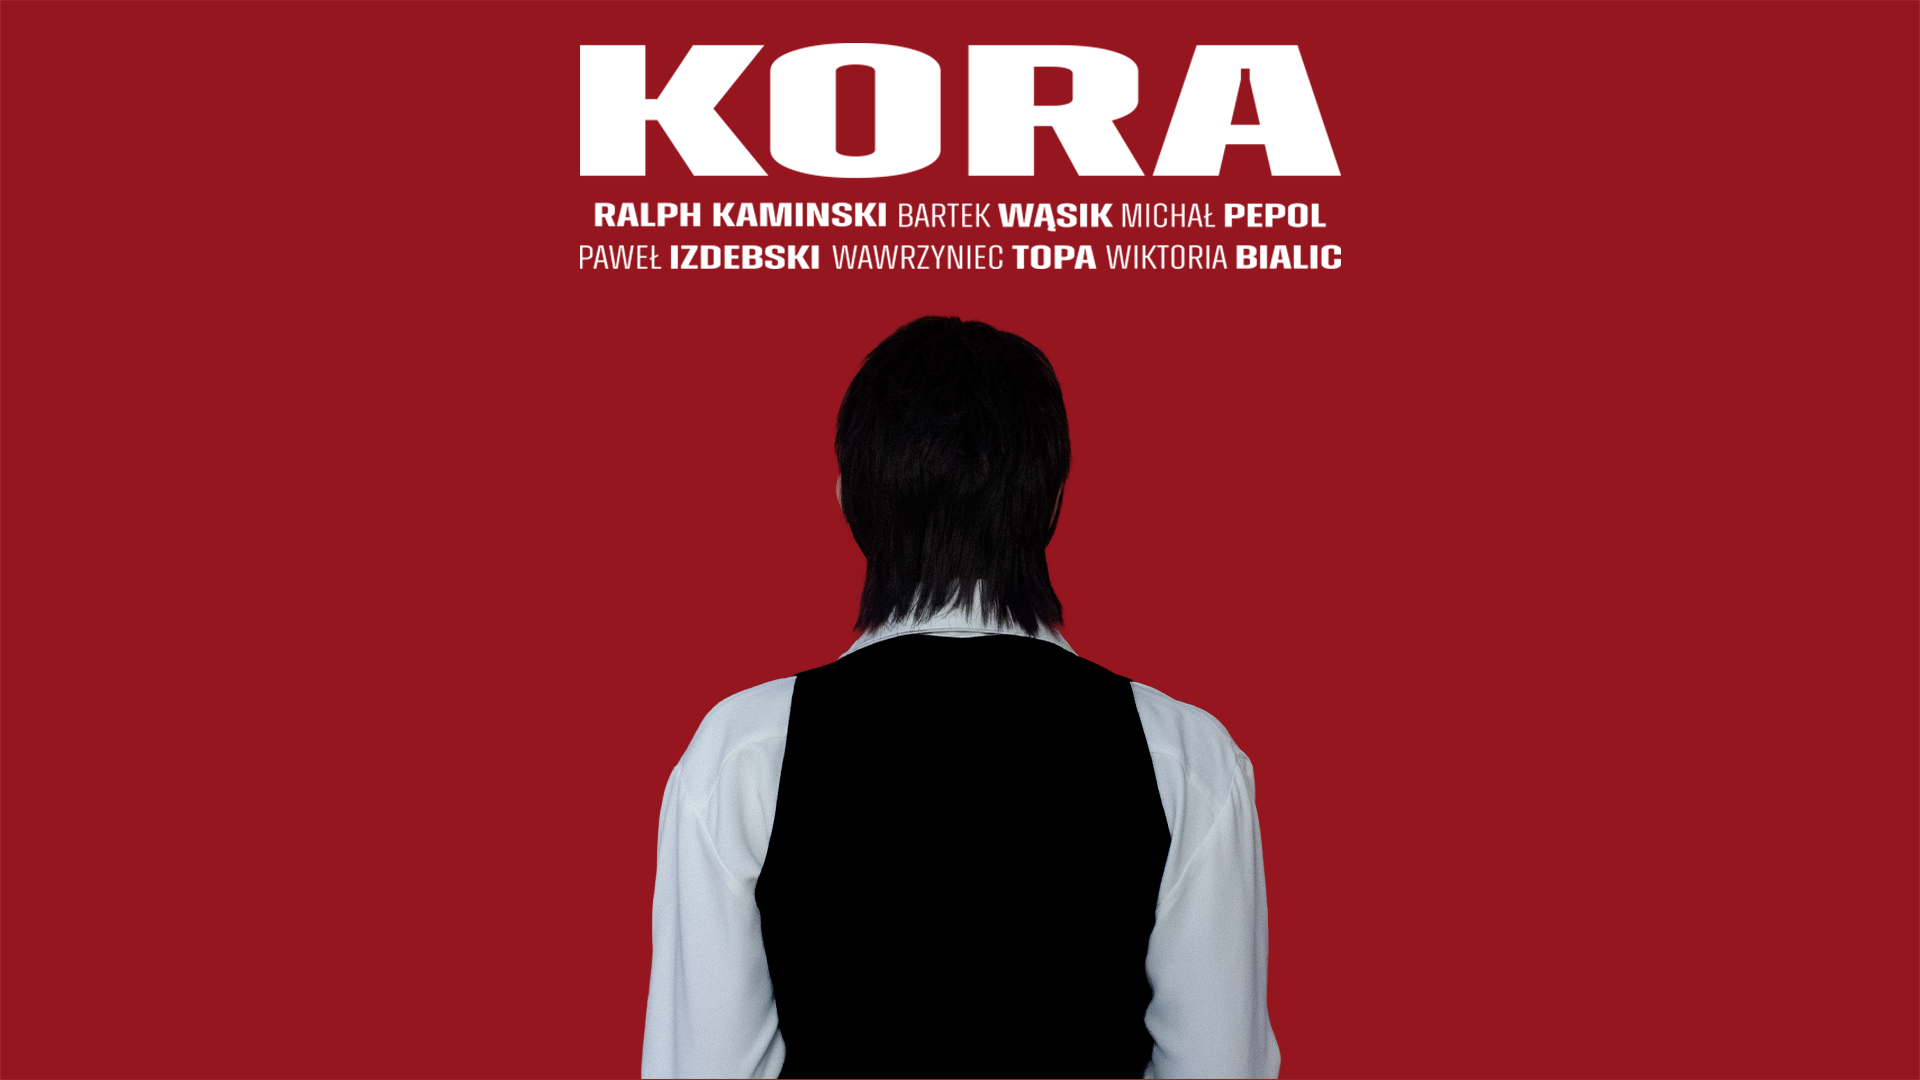 KORA
RALPH KAMINSKI BARTEK WĄSIK MICHAŁ PEPOL
PAWEŁ IZDEBSKI WAWRZYNIEC TOPA WIKTORIA BIALIC